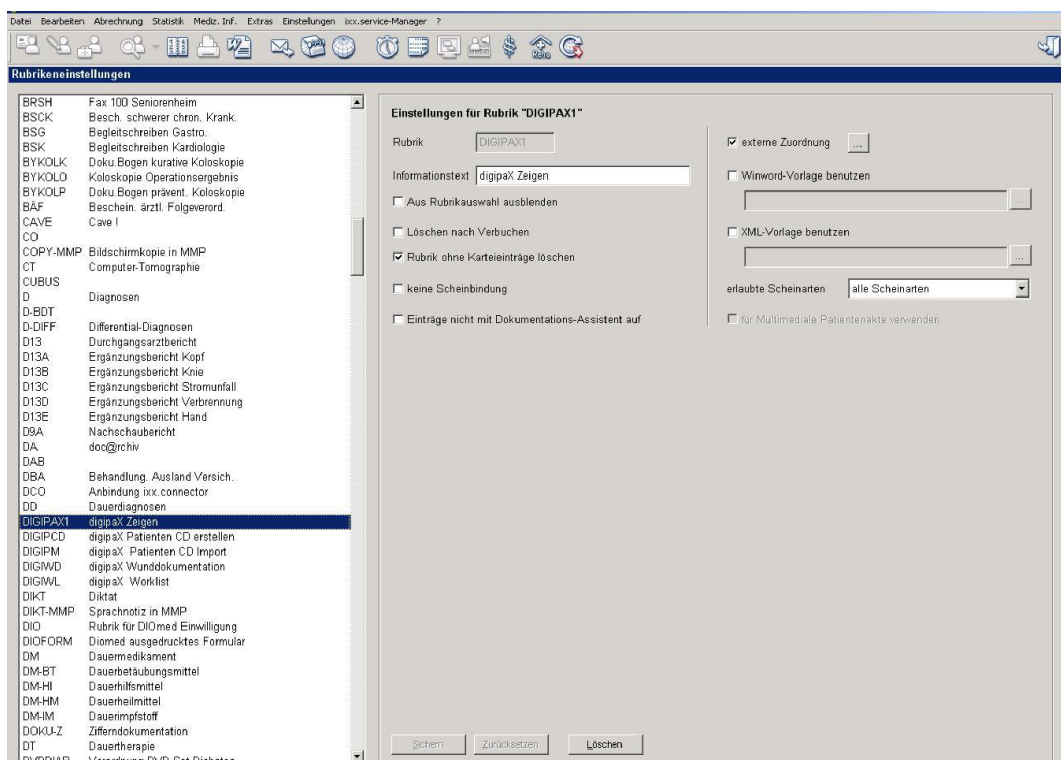 Datei Bearbeiten Abrechnung Statistik Mediz. Inf. Extras Einstellungen ixx.service-Manager ?
Reha
Rubrikeneinstellungen
BRSH Fax 100 Seniorenheim
BSCK Besch. schwerer chron. Krank.
BSG Begleitschreiben Gastro.
BSK Begleitschreiben Kardiologie
BYKOLK Doku.Bogen kurative Koloskopie
BYKOLO Koloskopie Operationsergebnis
BYKOLP Doku.Bogen prävent. Koloskopie
BÄF Beschein. ärztl. Folgeverord.
CAVE Cave !
CO
COPY-MMP Bildschirmkopie in MMP
CT Computer-Tomographie
CUBUS
D Diagnosen
D-BDT
D-DIFF Differential-Diagnosen
D13 Durchgangsarztbericht
D13A Ergänzungsbericht Kopf
D13B Ergänzungsbericht Knie
D13C Ergänzungsbericht Stromunfall
D13D Ergänzungsbericht Verbrennung
D13E Ergänzungsbericht Hand
D9A Nachschaubericht
DA doc@rchiv
DAB
DBA Behandlung. Ausland Versich.
DCO Anbindung ixx.connector
DD Dauerdiagnosen
DIGIPAX1 digipaX Zeigen
DIGIPCD digipaX Patienten CD erstellen
DIGIPM digipaX Patienten CD Import
DIGIWD digipaX Wunddokumentation
DIGIWL digipaX Worklist
DIKT Diktat
DIKT-MMP Sprachnotiz in MMP
DIO Rubrik für DIOmed Einwilligung
DIOFORM Diomed ausgedrucktes Formular
DM Dauermedikament
DM-BT Dauerbetäubungsmittel
DM-HI Dauerhilfsmittel
DM-HM Dauerheilmittel
DM-IM Dauerimpfstoff
DOKU-Z Zifferndokumentation
DT Dauertherapie
Einstellungen für Rubrik "DIGIPAX1"
Rubrik DIGIPAX1
Informationstext digipaX Zeigen
Aus Rubrikauswahl ausblenden
Löschen nach Verbuchen
Rubrik ohne Karteieinträge löschen
keine Scheinbindung
Einträge nicht mit Dokumentations-Assistent auf
externe Zuordnung ...
Winword-Vorlage benutzen
...
XML-Vorlage benutzen
...
erlaubte Scheinarten alle Scheinarten
für Multimediale Patientenakte verwenden
Sichern Zurücksetzen Löschen